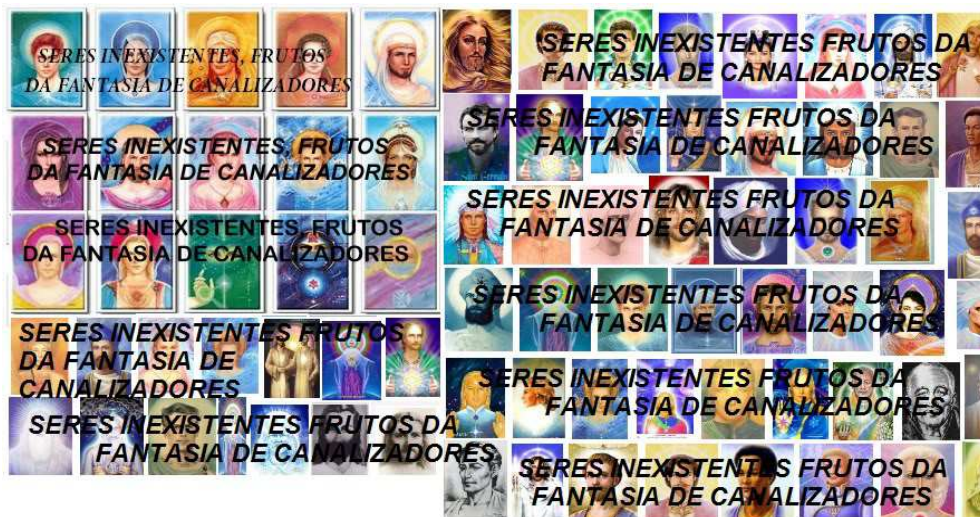 SERES INEXISTENTES, FRUTOS
DA FANTASIA DE CANALIZADORES
SERES INEXISTENTES, FRUTOS
DA FANTASIA DE CANALIZADORES
SERES INEXISTENTES, FRUTOS
DA FANTASIA DE CANALIZADORES
SERES INEXISTENTES FRUTOS
DA FANTASIA DE
CANALIZADORES
SERES INEXISTENTES FRUTOS DA
FANTASIA DE CANALIZADORES
SERES INEXISTENTES FRUTOS DA
FANTASIA DE CANALIZADORES
SERES INEXISTENTES FRUTOS DA
FANTASIA DE CANALIZADORES
SERES INEXISTENTES FRUTOS DA
FANTASIA DE CANALIZADORES
SERES INEXISTENTES FRUTOS DA
FANTASIA DE CANALIZADORES
SERES INEXISTENTES FRUTOS DA
FANTASIA DE CANALIZADORES
SERES INEXISTENTES FRUTOS DA
FANTASIA DE CANALIZADORES